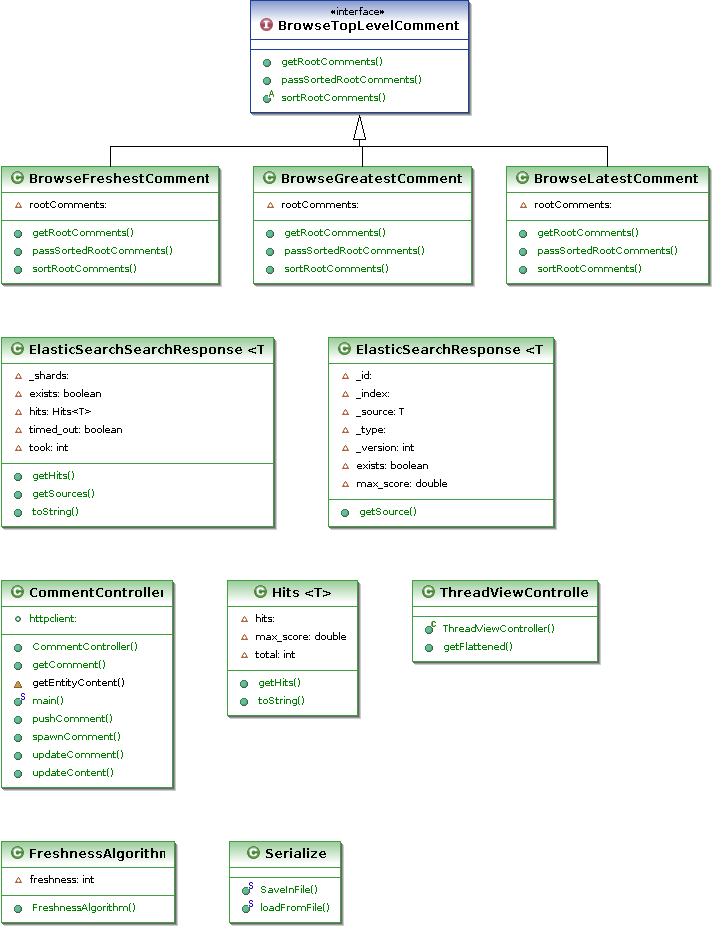 «interface»
I BrowseTopLevelComment
getRootComments()
passSortedRootComments()
A sortRootComments()
C BrowseFreshestComment
rootComments:
getRootComments()
passSortedRootComments()
sortRootComments()
C BrowseGreatestComment
rootComments:
getRootComments()
passSortedRootComments()
sortRootComments()
C BrowseLatestComment
rootComments:
getRootComments()
passSortedRootComments()
sortRootComments()
C ElasticSearchSearchResponse <T
_shards:
exists: boolean
hits: Hits<T>
timed_out: boolean
took: int
getHits()
getSources()
toString()
C ElasticSearchResponse <T
_id:
_index:
_source: T
_type:
_version: int
exists: boolean
max_score: double
getSource()
C CommentController
httpclient:
CommentController()
getComment()
getEntityContent()
S main()
pushComment()
spawnComment()
updateComment()
updateContent()
C Hits <T>
hits:
max_score: double
total: int
getHits()
toString()
C ThreadViewControlle
C ThreadViewController()
getFlattened()
C FreshnessAlgorithm
freshness: int
FreshnessAlgorithm()
C Serialize
S SaveInFile()
S loadFromFile()